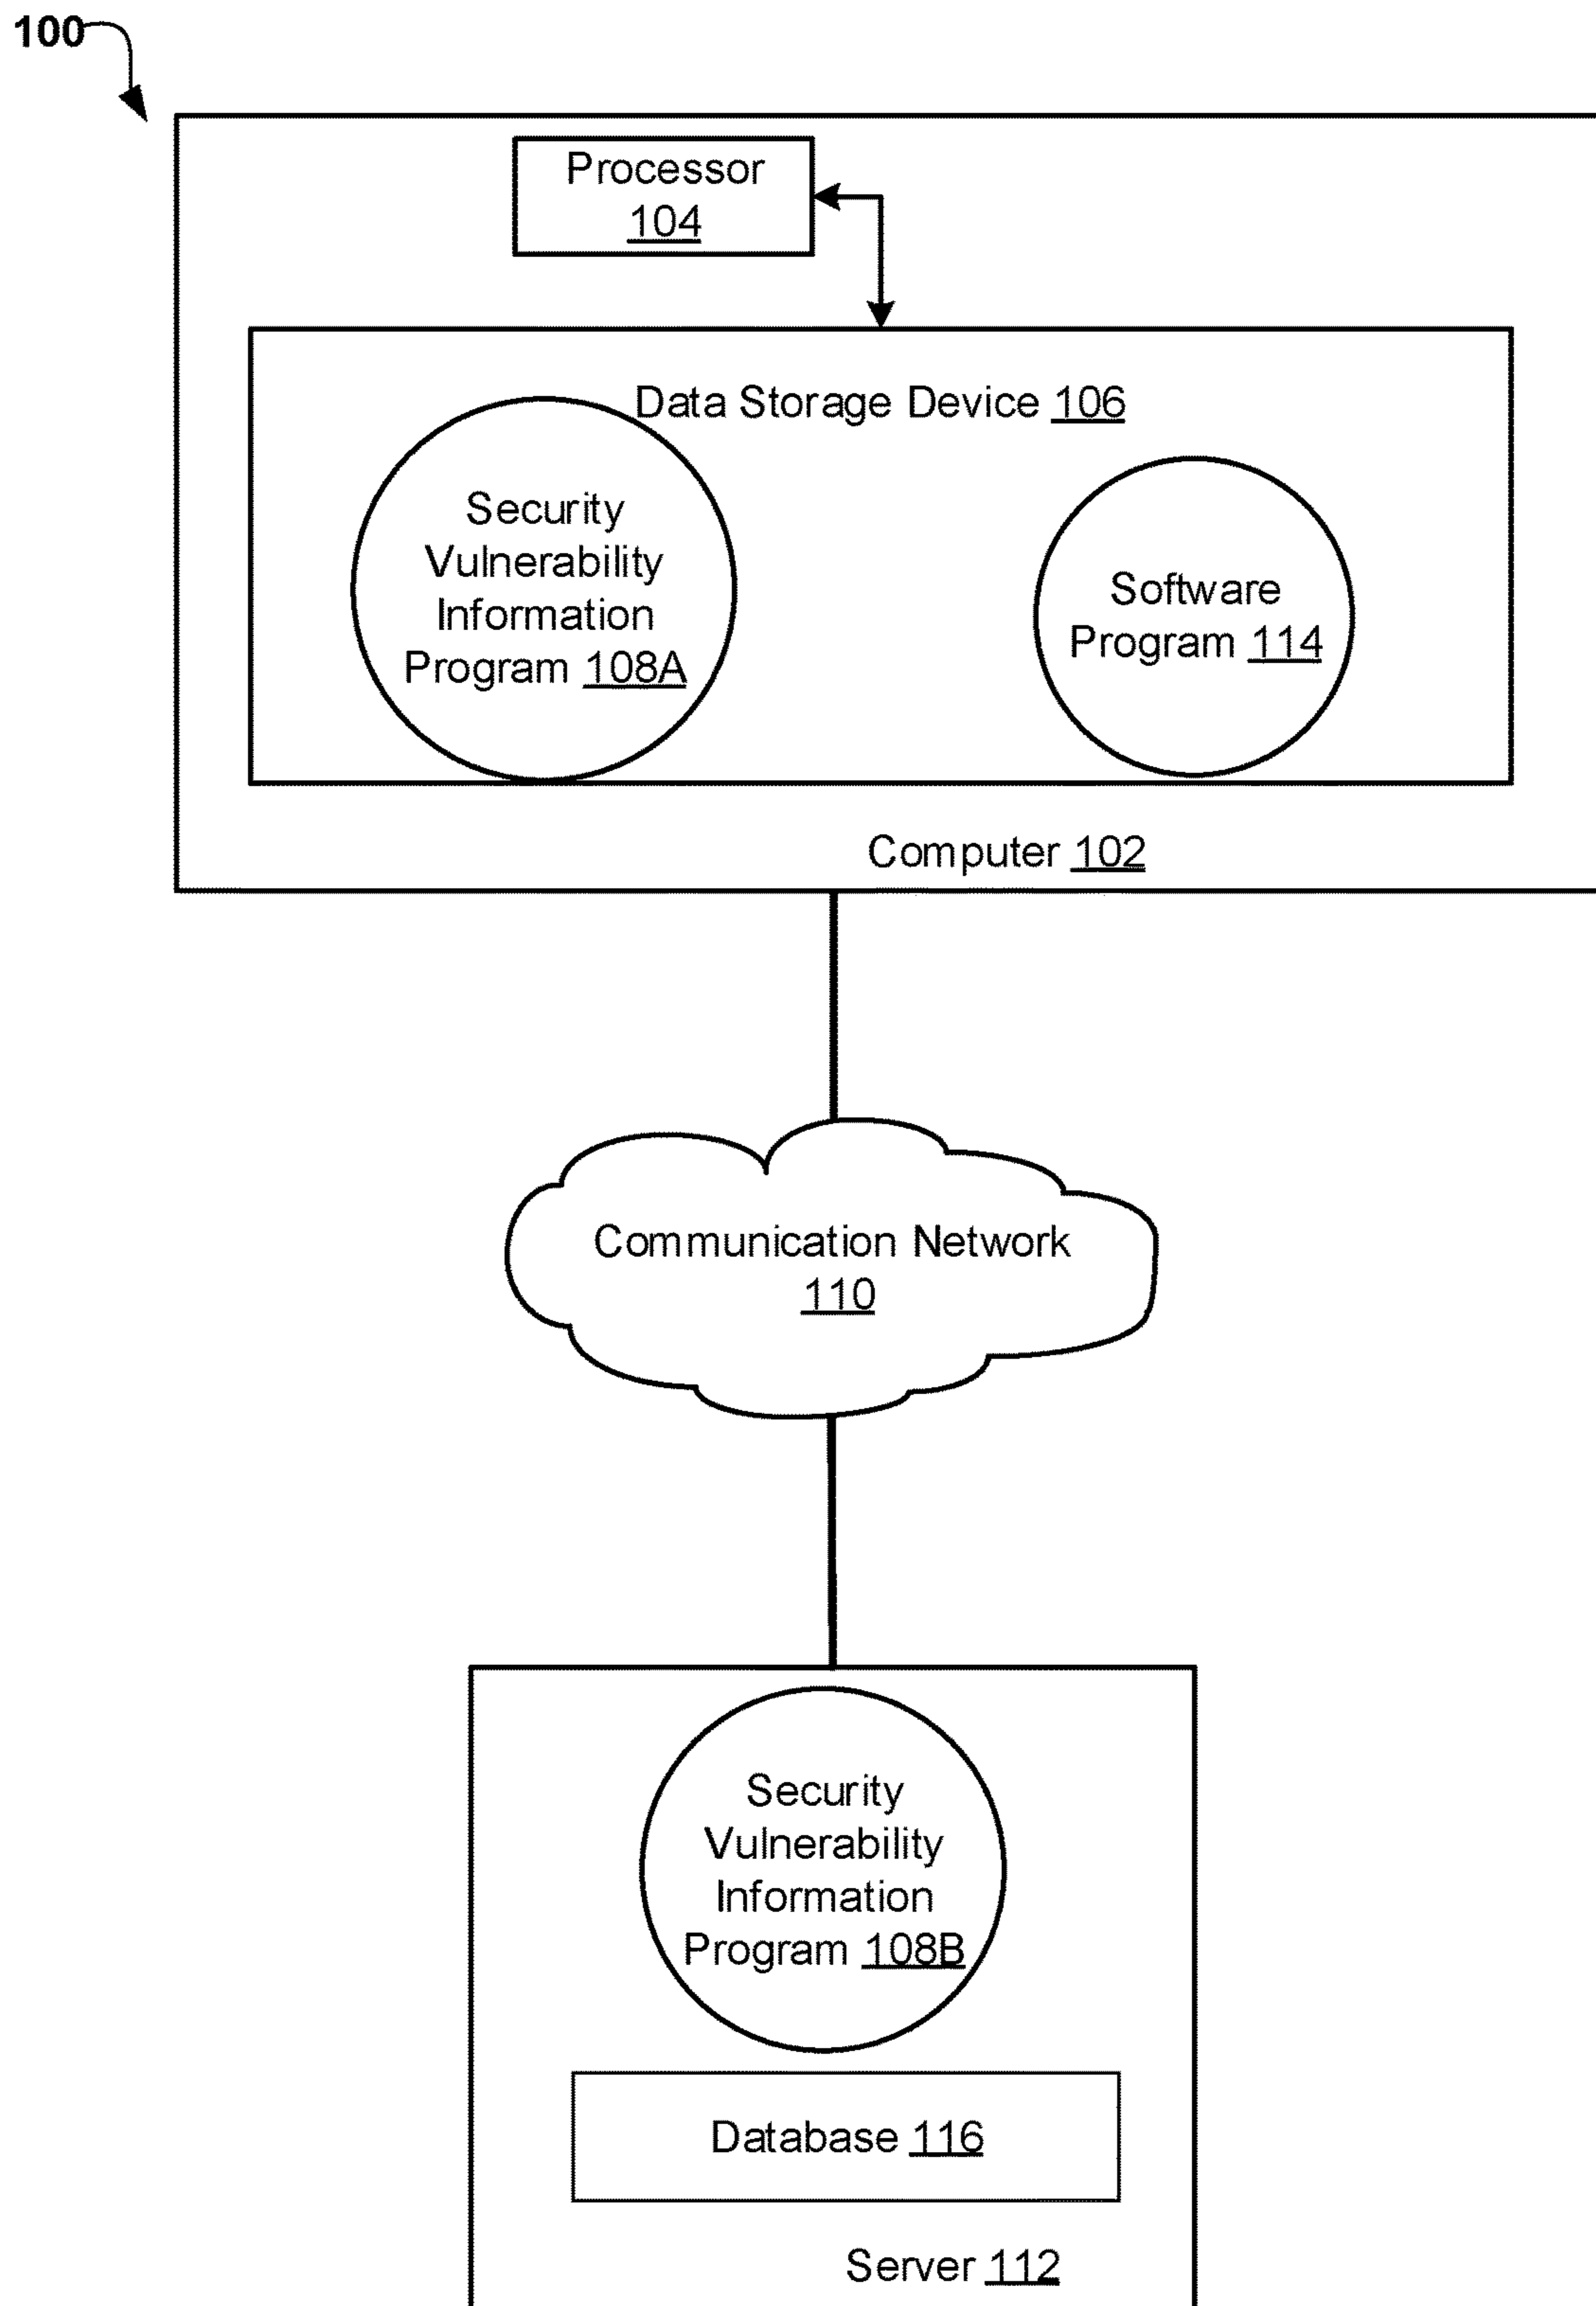 100
Processor
104
Data Storage Device 106
Security
Vulnerability
Information
Program 108A
Software
Program 114
Computer 102
Communication Network
110
Security
Vulnerability
Information
Program 108B
Database 116
Server 112